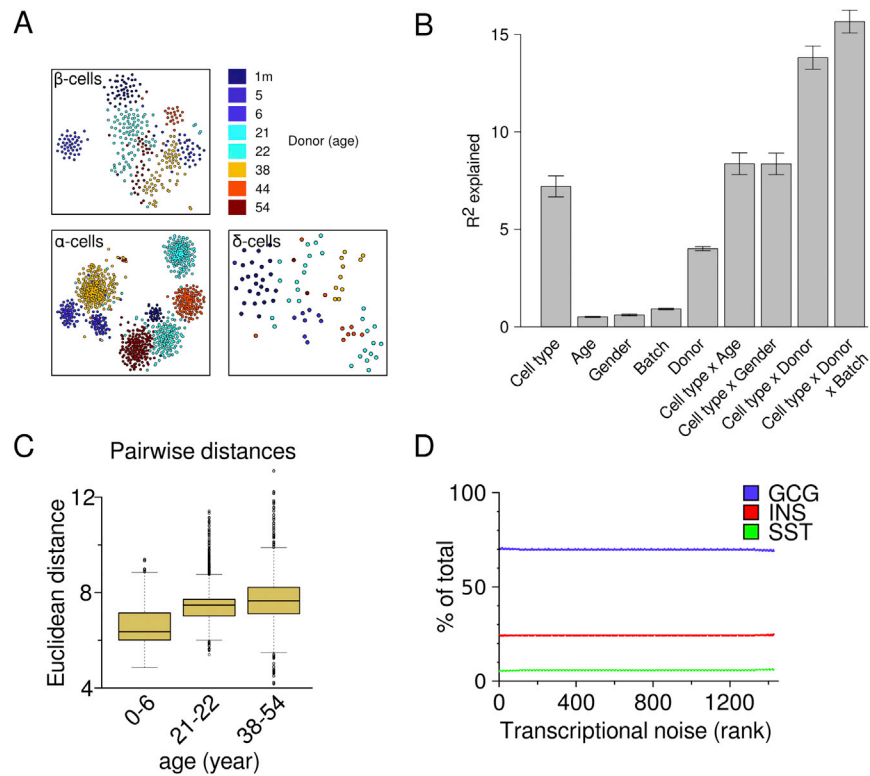 A
β-cells
1m
5
6
21
22
38
44
54
Donor (age)
α-cells
δ-cells
B
R2 explained
15
10
5
0
Cell type
Age
Gender
Batch
Donor
Cell type x Age
Cell type x Gender
Cell type x Donor
Cell type x Donor
x Batch
C
Pairwise distances
Euclidean distance
12
8
4
0-6
21-22
38-54
age (year)
D
% of total
100
50
0
GCG
INS
SST
0
400
800
1200
Transcriptional noise (rank)